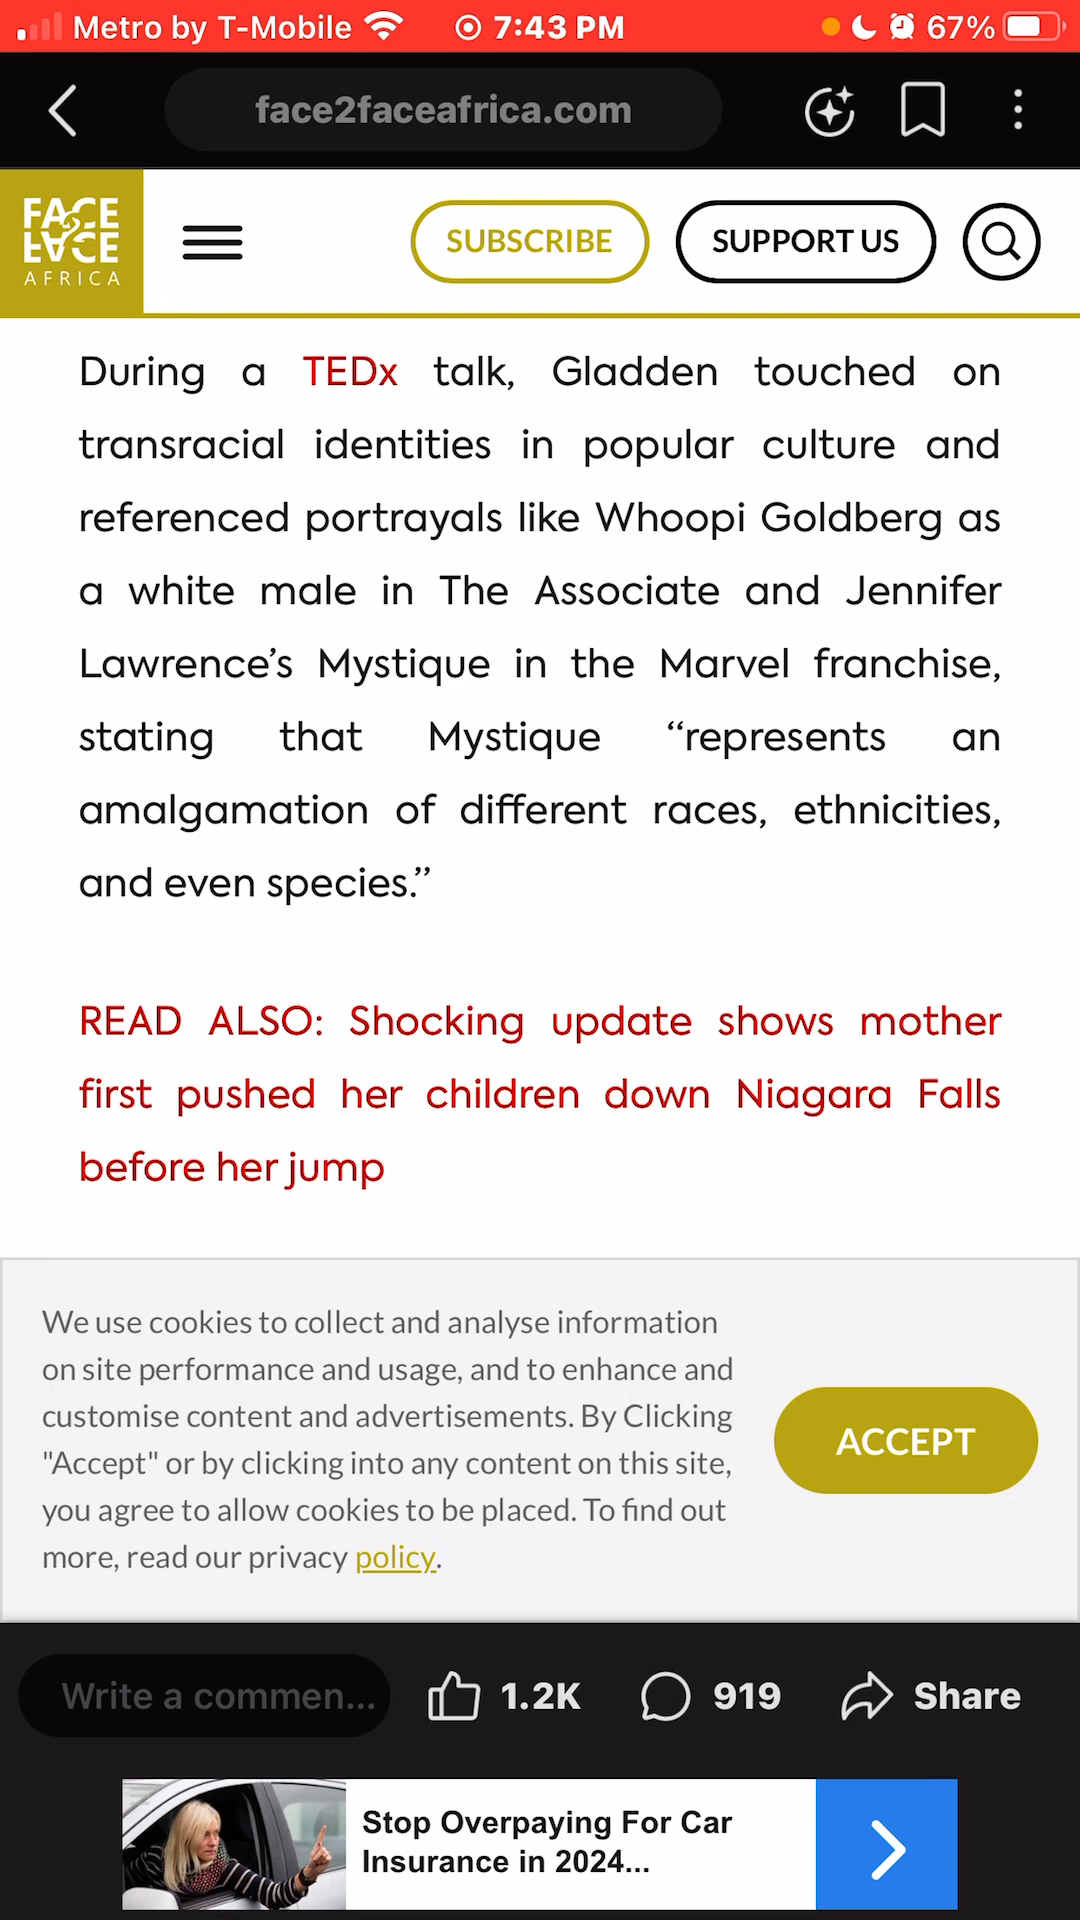 Metro by T-Mobile 7:43 PM 67%
face2faceafrica.com
FACE
2
FACE
AFRICA
SUBSCRIBE
SUPPORT US
During a TEDx talk, Gladden touched on
transracial identities in popular culture and
referenced portrayals like Whoopi Goldberg as
a white male in The Associate and Jennifer
Lawrence’s Mystique in the Marvel franchise,
stating that Mystique “represents an
amalgamation of different races, ethnicities,
and even species.”
READ ALSO: Shocking update shows mother
first pushed her children down Niagara Falls
before her jump
We use cookies to collect and analyse information
on site performance and usage, and to enhance and
customise content and advertisements. By Clicking
"Accept" or by clicking into any content on this site,
you agree to allow cookies to be placed. To find out
more, read our privacy policy.
ACCEPT
Write a commen... 1.2K 919 Share
Stop Overpaying For Car
Insurance in 2024...